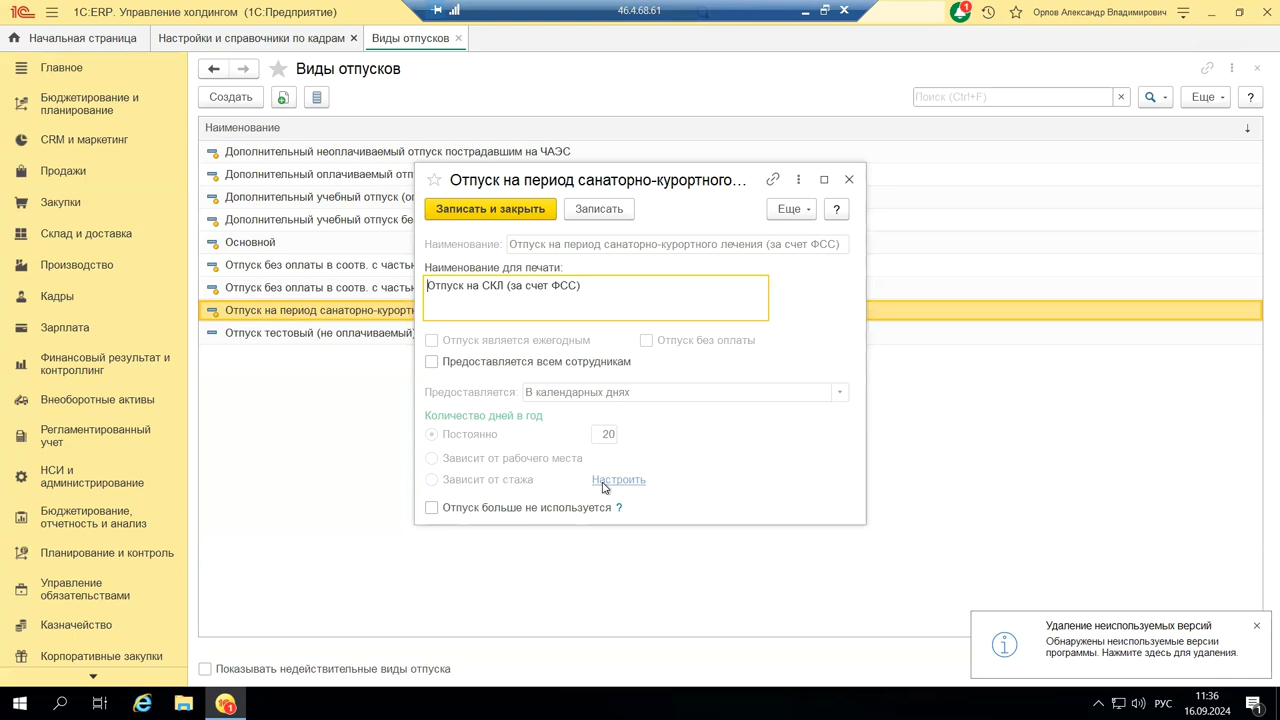 1С:ERP. Управление холдингом (1С:Предприятие)
46.4.68.61
1
Орлов Александр Владимирович
Начальная страница
Настройки и справочники по кадрам ×
Виды отпусков ×
Главное
Бюджетирование и
планирование
CRM и маркетинг
Продажи
Закупки
Склад и доставка
Производство
Кадры
Зарплата
Финансовый результат и
контроллинг
Внеоборотные активы
Регламентированный
учет
НСИ и
администрирование
Бюджетирование,
отчетность и анализ
Планирование и контроль
Управление
обязательствами
Казначейство
Корпоративные закупки
Виды отпусков
Создать
Поиск (Ctrl+F)
×
Еще
?
Наименование
Дополнительный неоплачиваемый отпуск пострадавшим на ЧАЭС
Дополнительный оплачиваемый отп
Дополнительный учебный отпуск (оп
Дополнительный учебный отпуск бе
Основной
Отпуск без оплаты в соотв. с часть
Отпуск без оплаты в соотв. с часть
Отпуск на период санаторно-курорт
Отпуск тестовый (не оплачиваемый)
Отпуск на период санаторно-курортного...
Записать и закрыть
Записать
Еще
?
Наименование: Отпуск на период санаторно-курортного лечения (за счет ФСС)
Наименование для печати:
Отпуск на СКЛ (за счет ФСС)
Отпуск является ежегодным
Отпуск без оплаты
Предоставляется всем сотрудникам
Предоставляется: В календарных днях
Количество дней в год
Постоянно 20
Зависит от рабочего места
Зависит от стажа Настроить
Отпуск больше не используется ?
Показывать недействительные виды отпуска
Удаление неиспользуемых версий
Обнаружены неиспользуемые версии
программы. Нажмите здесь для удаления.
1
РУС
11:36
16.09.2024
1